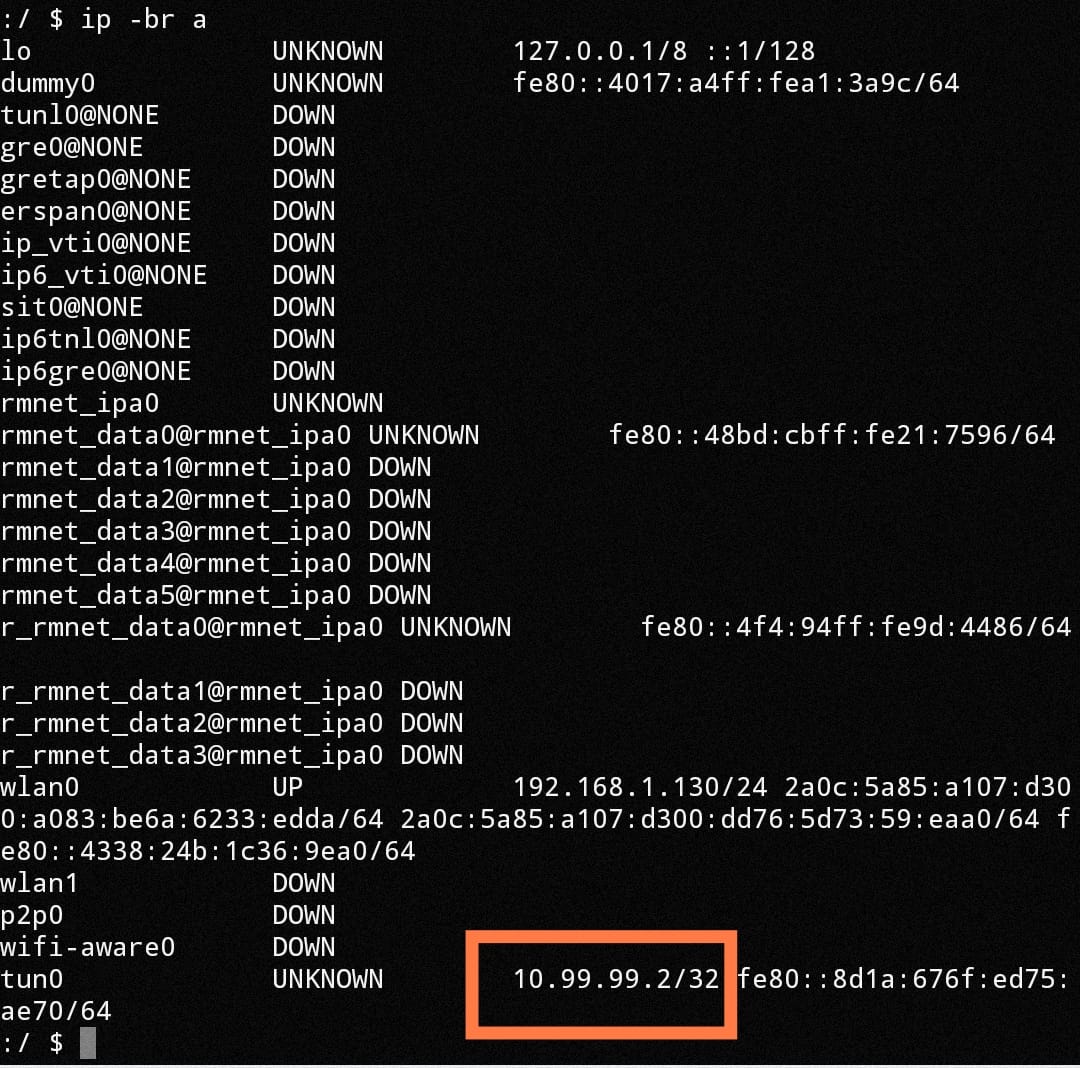 :/ $ ip -br a
lo               UNKNOWN        127.0.0.1/8 ::1/128
dummy0           UNKNOWN        fe80::4017:a4ff:fea1:3a9c/64
tunl0@NONE       DOWN
gre0@NONE        DOWN
gretap0@NONE     DOWN
erspan0@NONE     DOWN
ip_vti0@NONE     DOWN
ip6_vti0@NONE    DOWN
sit0@NONE        DOWN
ip6tnl0@NONE     DOWN
ip6gre0@NONE     DOWN
rmnet_ipa0       UNKNOWN
rmnet_data0@rmnet_ipa0 UNKNOWN        fe80::48bd:cbff:fe21:7596/64
rmnet_data1@rmnet_ipa0 DOWN
rmnet_data2@rmnet_ipa0 DOWN
rmnet_data3@rmnet_ipa0 DOWN
rmnet_data4@rmnet_ipa0 DOWN
rmnet_data5@rmnet_ipa0 DOWN
r_rmnet_data0@rmnet_ipa0 UNKNOWN        fe80::4f4:94ff:fe9d:4486/64
r_rmnet_data1@rmnet_ipa0 DOWN
r_rmnet_data2@rmnet_ipa0 DOWN
r_rmnet_data3@rmnet_ipa0 DOWN
wlan0            UP             192.168.1.130/24 2a0c:5a85:a107:d30
0:a083:be6a:6233:edda/64 2a0c:5a85:a107:d300:dd76:5d73:59:eaa0/64 f
e80::4338:24b:1c36:9ea0/64
wlan1            DOWN
p2p0             DOWN
wifi-aware0      DOWN
tun0             UNKNOWN        10.99.99.2/32 fe80::8d1a:676f:ed75:
ae70/64
:/ $